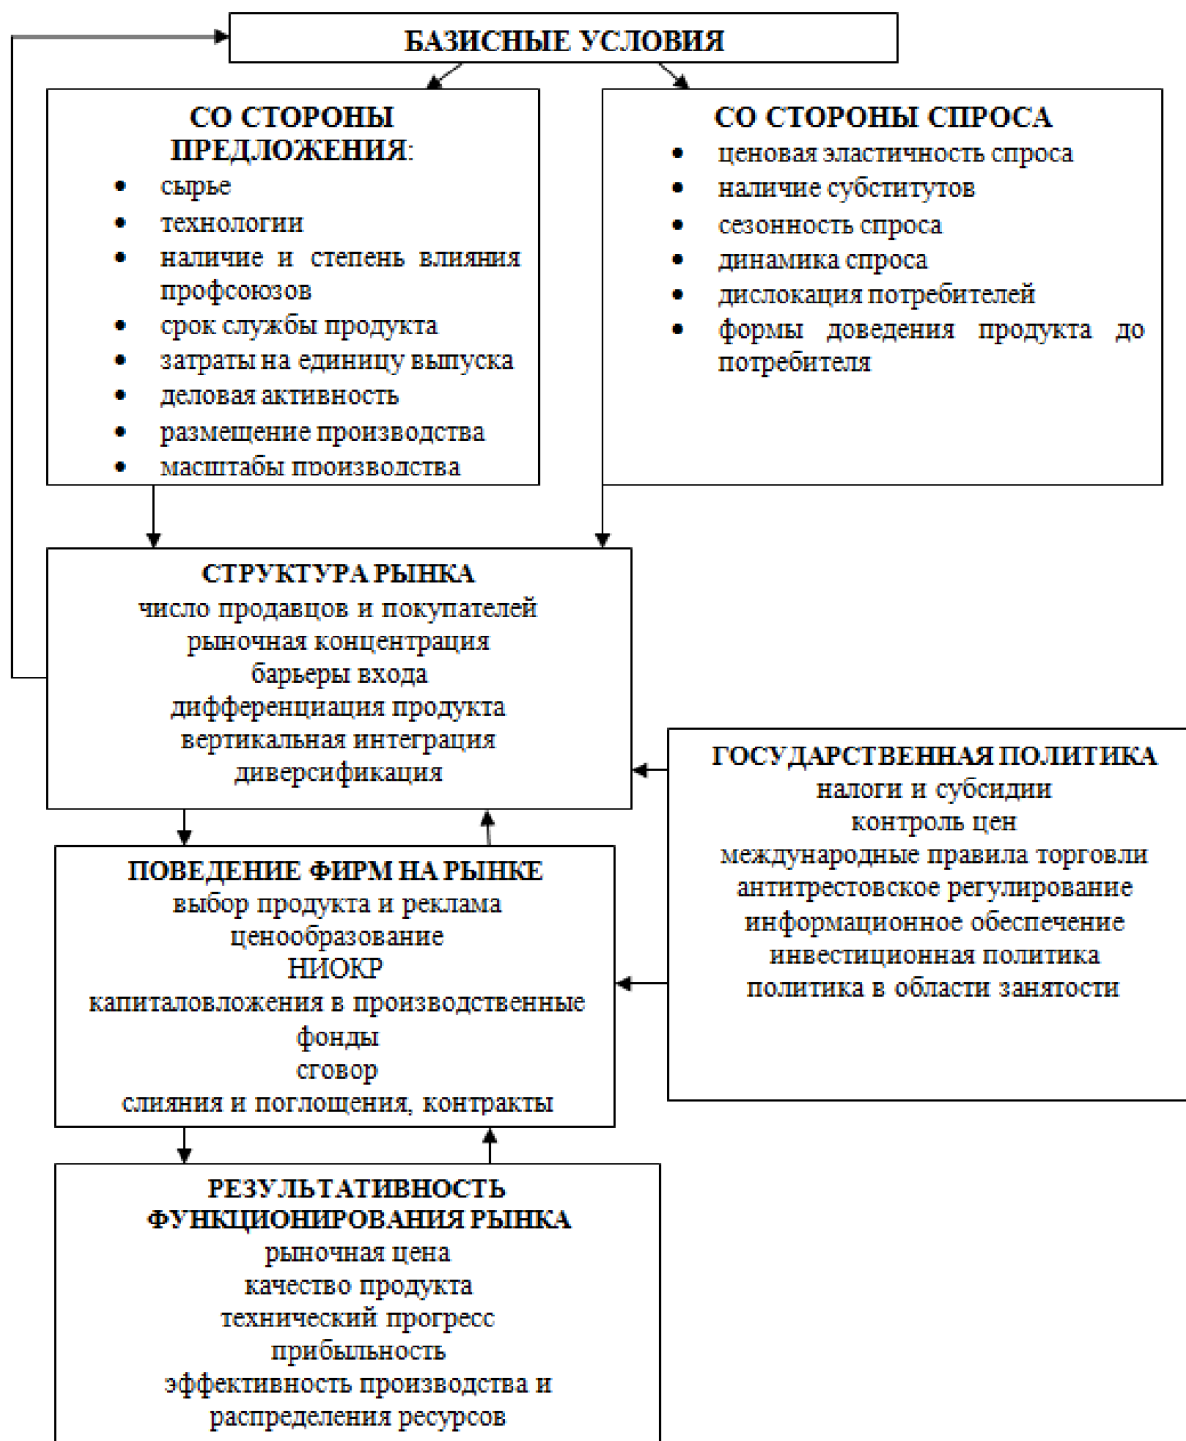 БАЗИСНЫЕ УСЛОВИЯ
СО СТОРОНЫ
ПРЕДЛОЖЕНИЯ:
• сырье
• технологии
• наличие и степень влияния
профсоюзов
• срок службы продукта
• затраты на единицу выпуска
• деловая активность
• размещение производства
• масштабы производства
СО СТОРОНЫ СПРОСА
• ценовая эластичность спроса
• наличие субститутов
• сезонность спроса
• динамика спроса
• дислокация потребителей
• формы доведения продукта до
потребителя
СТРУКТУРА РЫНКА
число продавцов и покупателей
рыночная концентрация
барьеры входа
дифференциация продукта
вертикальная интеграция
диверсификация
ГОСУДАРСТВЕННАЯ ПОЛИТИКА
налоги и субсидии
контроль цен
международные правила торговли
антитрестовское регулирование
информационное обеспечение
инвестиционная политика
политика в области занятости
ПОВЕДЕНИЕ ФИРМ НА РЫНКЕ
выбор продукта и реклама
ценообразование
НИОКР
капиталовложения в производственные
фонды
сговор
слияния и поглощения, контракты
РЕЗУЛЬТАТИВНОСТЬ
ФУНКЦИОНИРОВАНИЯ РЫНКА
рыночная цена
качество продукта
технический прогресс
прибыльность
эффективность производства и
распределения ресурсов